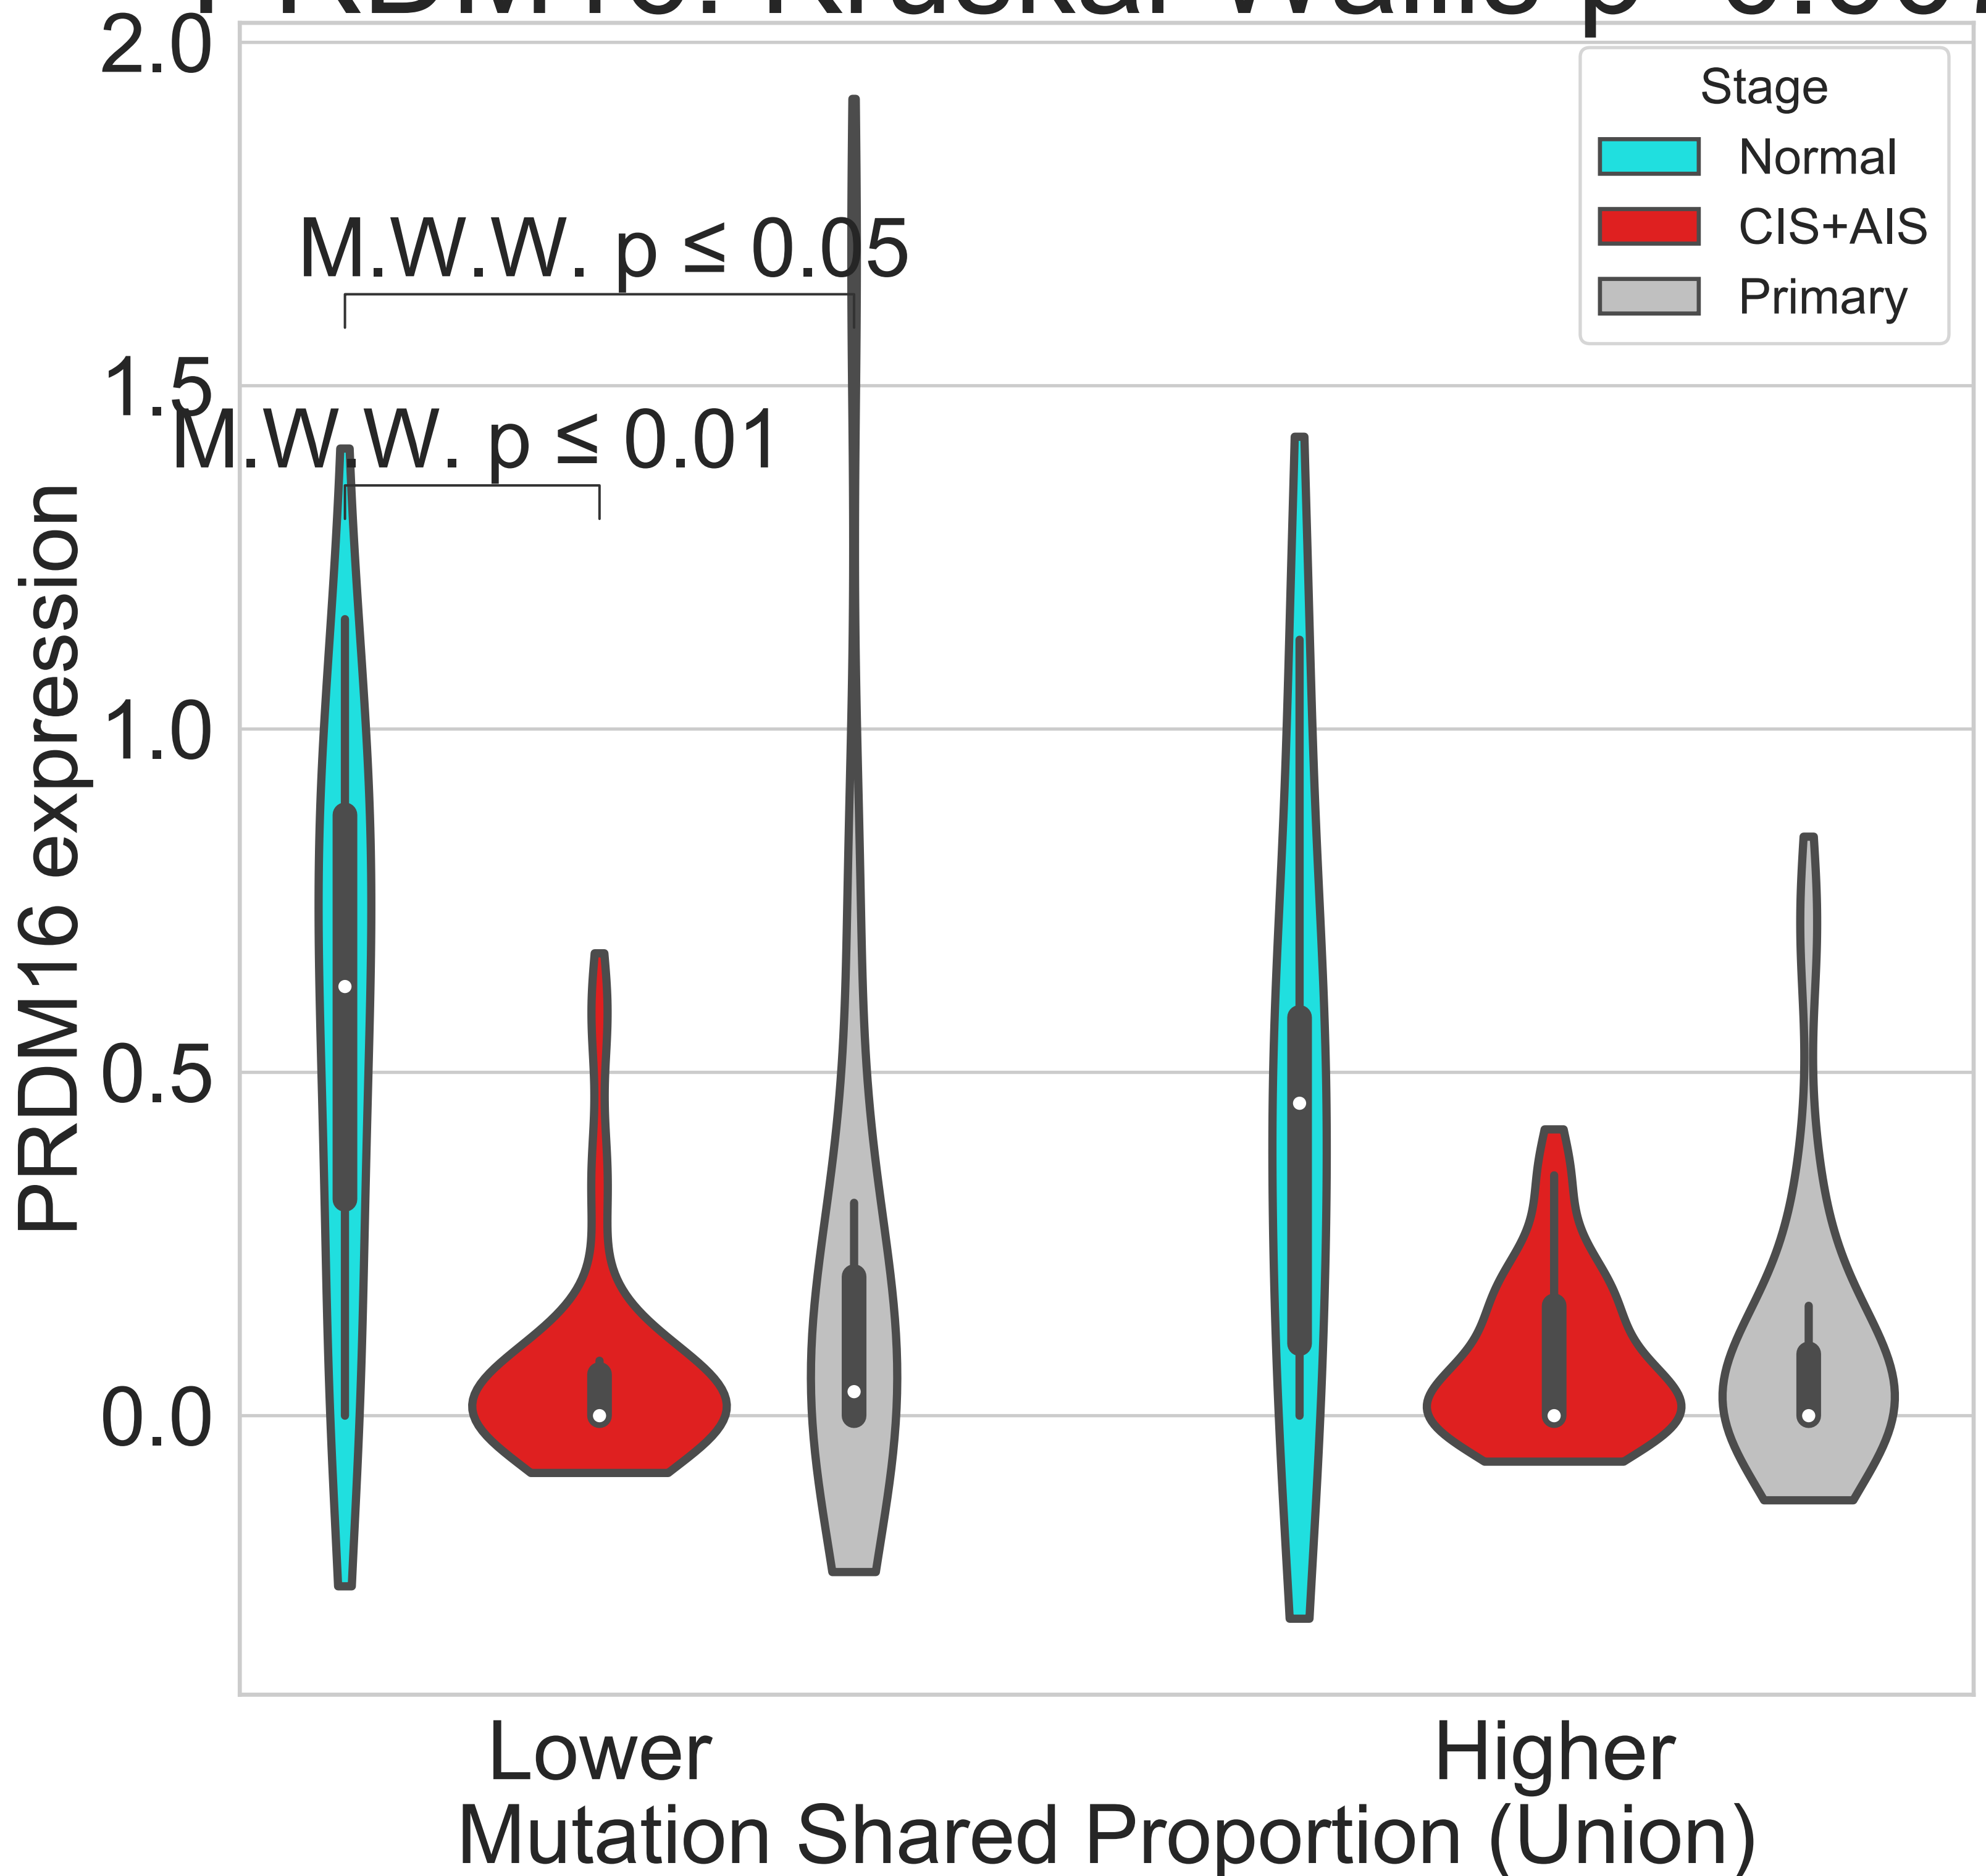 2.0
Stage
Normal
CIS+AIS
Primary
M.W.W. p ≤ 0.05
1.5
M.W.W. p ≤ 0.01
PRDM16 expression
1.0
0.5
0.0
Lower
Higher
Mutation Shared Proportion (Union)